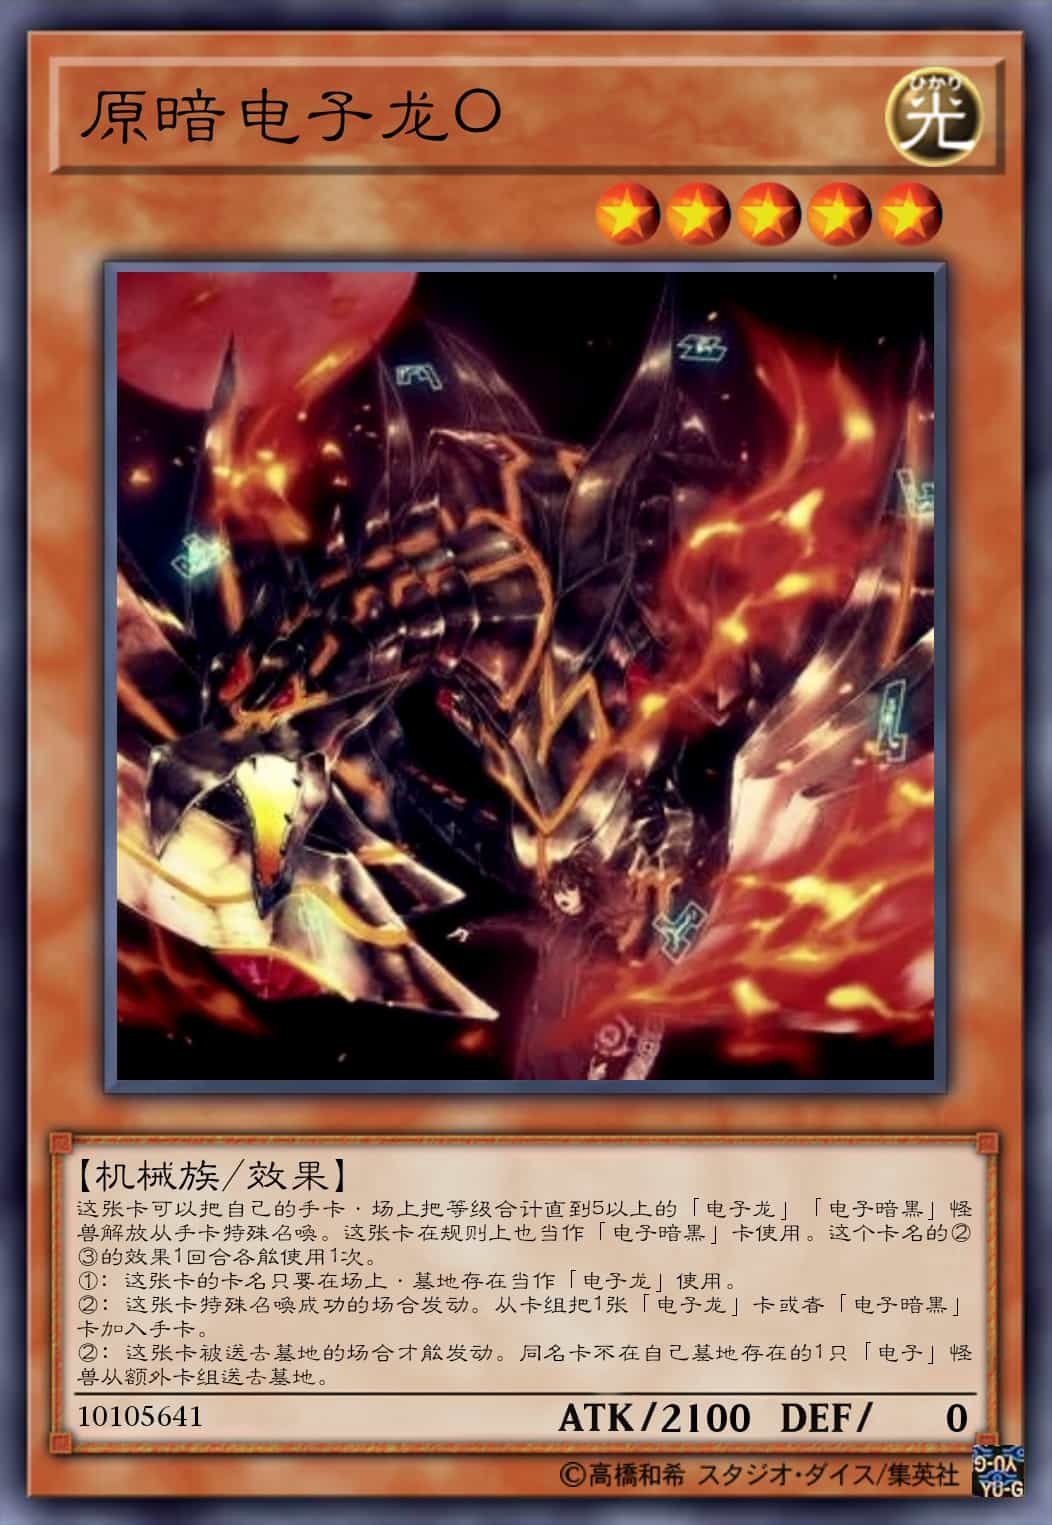 原暗电子龙O
ひかり
光
【机械族/效果】
这张卡可以把自己的手卡·场上把等级合计直到5以上的「电子龙」「电子暗黑」怪
兽解放从手卡特殊召唤。这张卡在规则上也当作「电子暗黑」卡使用。这个卡名的②
③的效果1回合各能使用1次。
①：这张卡的卡名只要在场上·墓地存在当作「电子龙」使用。
②：这张卡特殊召唤成功的场合发动。从卡组把1张「电子龙」卡或者「电子暗黑」
卡加入手卡。
②：这张卡被送去墓地的场合才能发动。同名卡不在自己墓地存在的1只「电子」怪
兽从额外卡组送去墓地。
10105641 ATK/2100 DEF/ 0
©高橋和希 スタジオ・ダイス/集英社
YU-G
YU-G